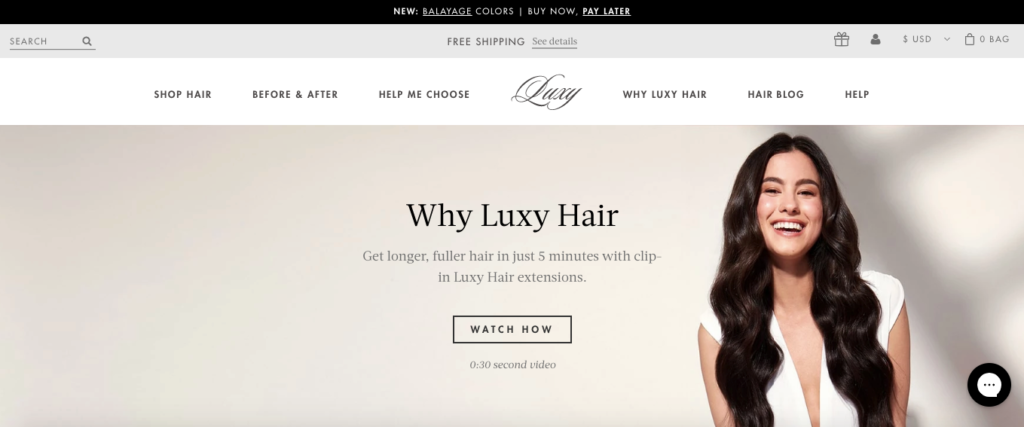 NEW: BALAYAGE COLORS | BUY NOW, PAY LATER
SEARCH
FREE SHIPPING See details
$ USD
0 BAG
SHOP HAIR
BEFORE & AFTER
HELP ME CHOOSE
Luxy
WHY LUXY HAIR
HAIR BLOG
HELP
Why Luxy Hair
Get longer, fuller hair in just 5 minutes with clip-
in Luxy Hair extensions.
WATCH HOW
0:30 second video